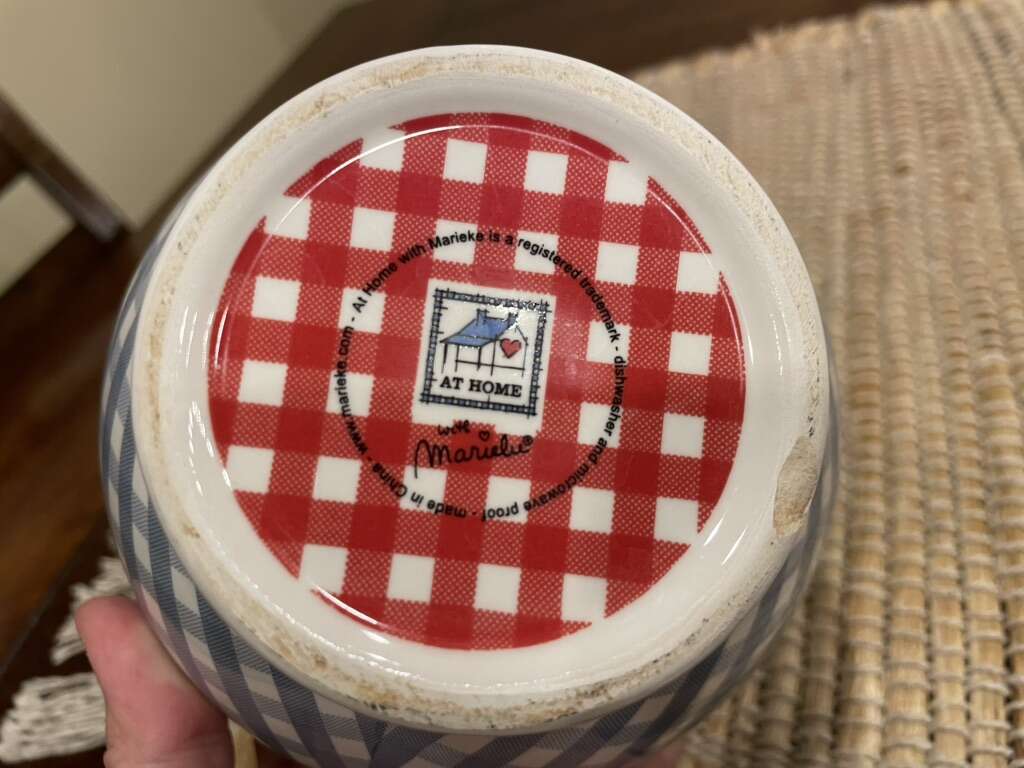 At Home with Marieke is a registered trademark - dishwasher and microwave proof - made in China - www.marieke.com -
AT HOME
with
Marieke®